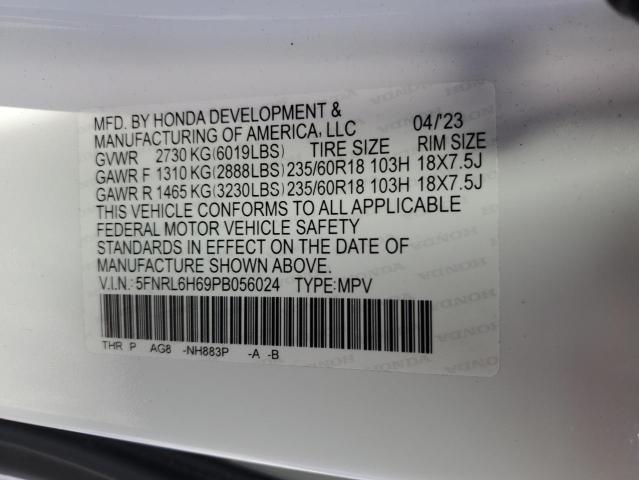 MFD. BY HONDA DEVELOPMENT & 04/'23
MANUFACTURING OF AMERICA, LLC
GVWR 2730 KG(6019LBS) TIRE SIZE RIM SIZE
GAWR F 1310 KG(2888LBS) 235/60R18 103H 18X7.5J
GAWR R 1465 KG(3230LBS) 235/60R18 103H 18X7.5J
THIS VEHICLE CONFORMS TO ALL APPLICABLE
FEDERAL MOTOR VEHICLE SAFETY
STANDARDS IN EFFECT ON THE DATE OF
MANUFACTURE SHOWN ABOVE.
V.I.N.: 5FNRL6H69PB056024 TYPE: MPV
THR P AG8 -NH883P -A -B